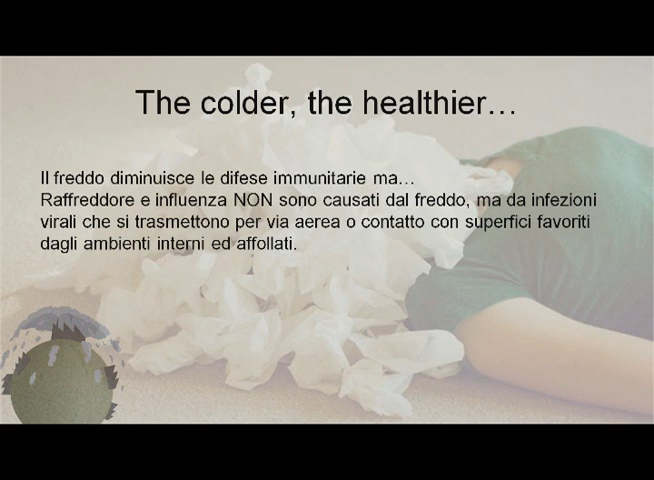 The colder, the healthier…
Il freddo diminuisce le difese immunitarie ma…
Raffreddore e influenza NON sono causati dal freddo, ma da infezioni
virali che si trasmettono per via aerea o contatto con superfici favoriti
dagli ambienti interni ed affollati.